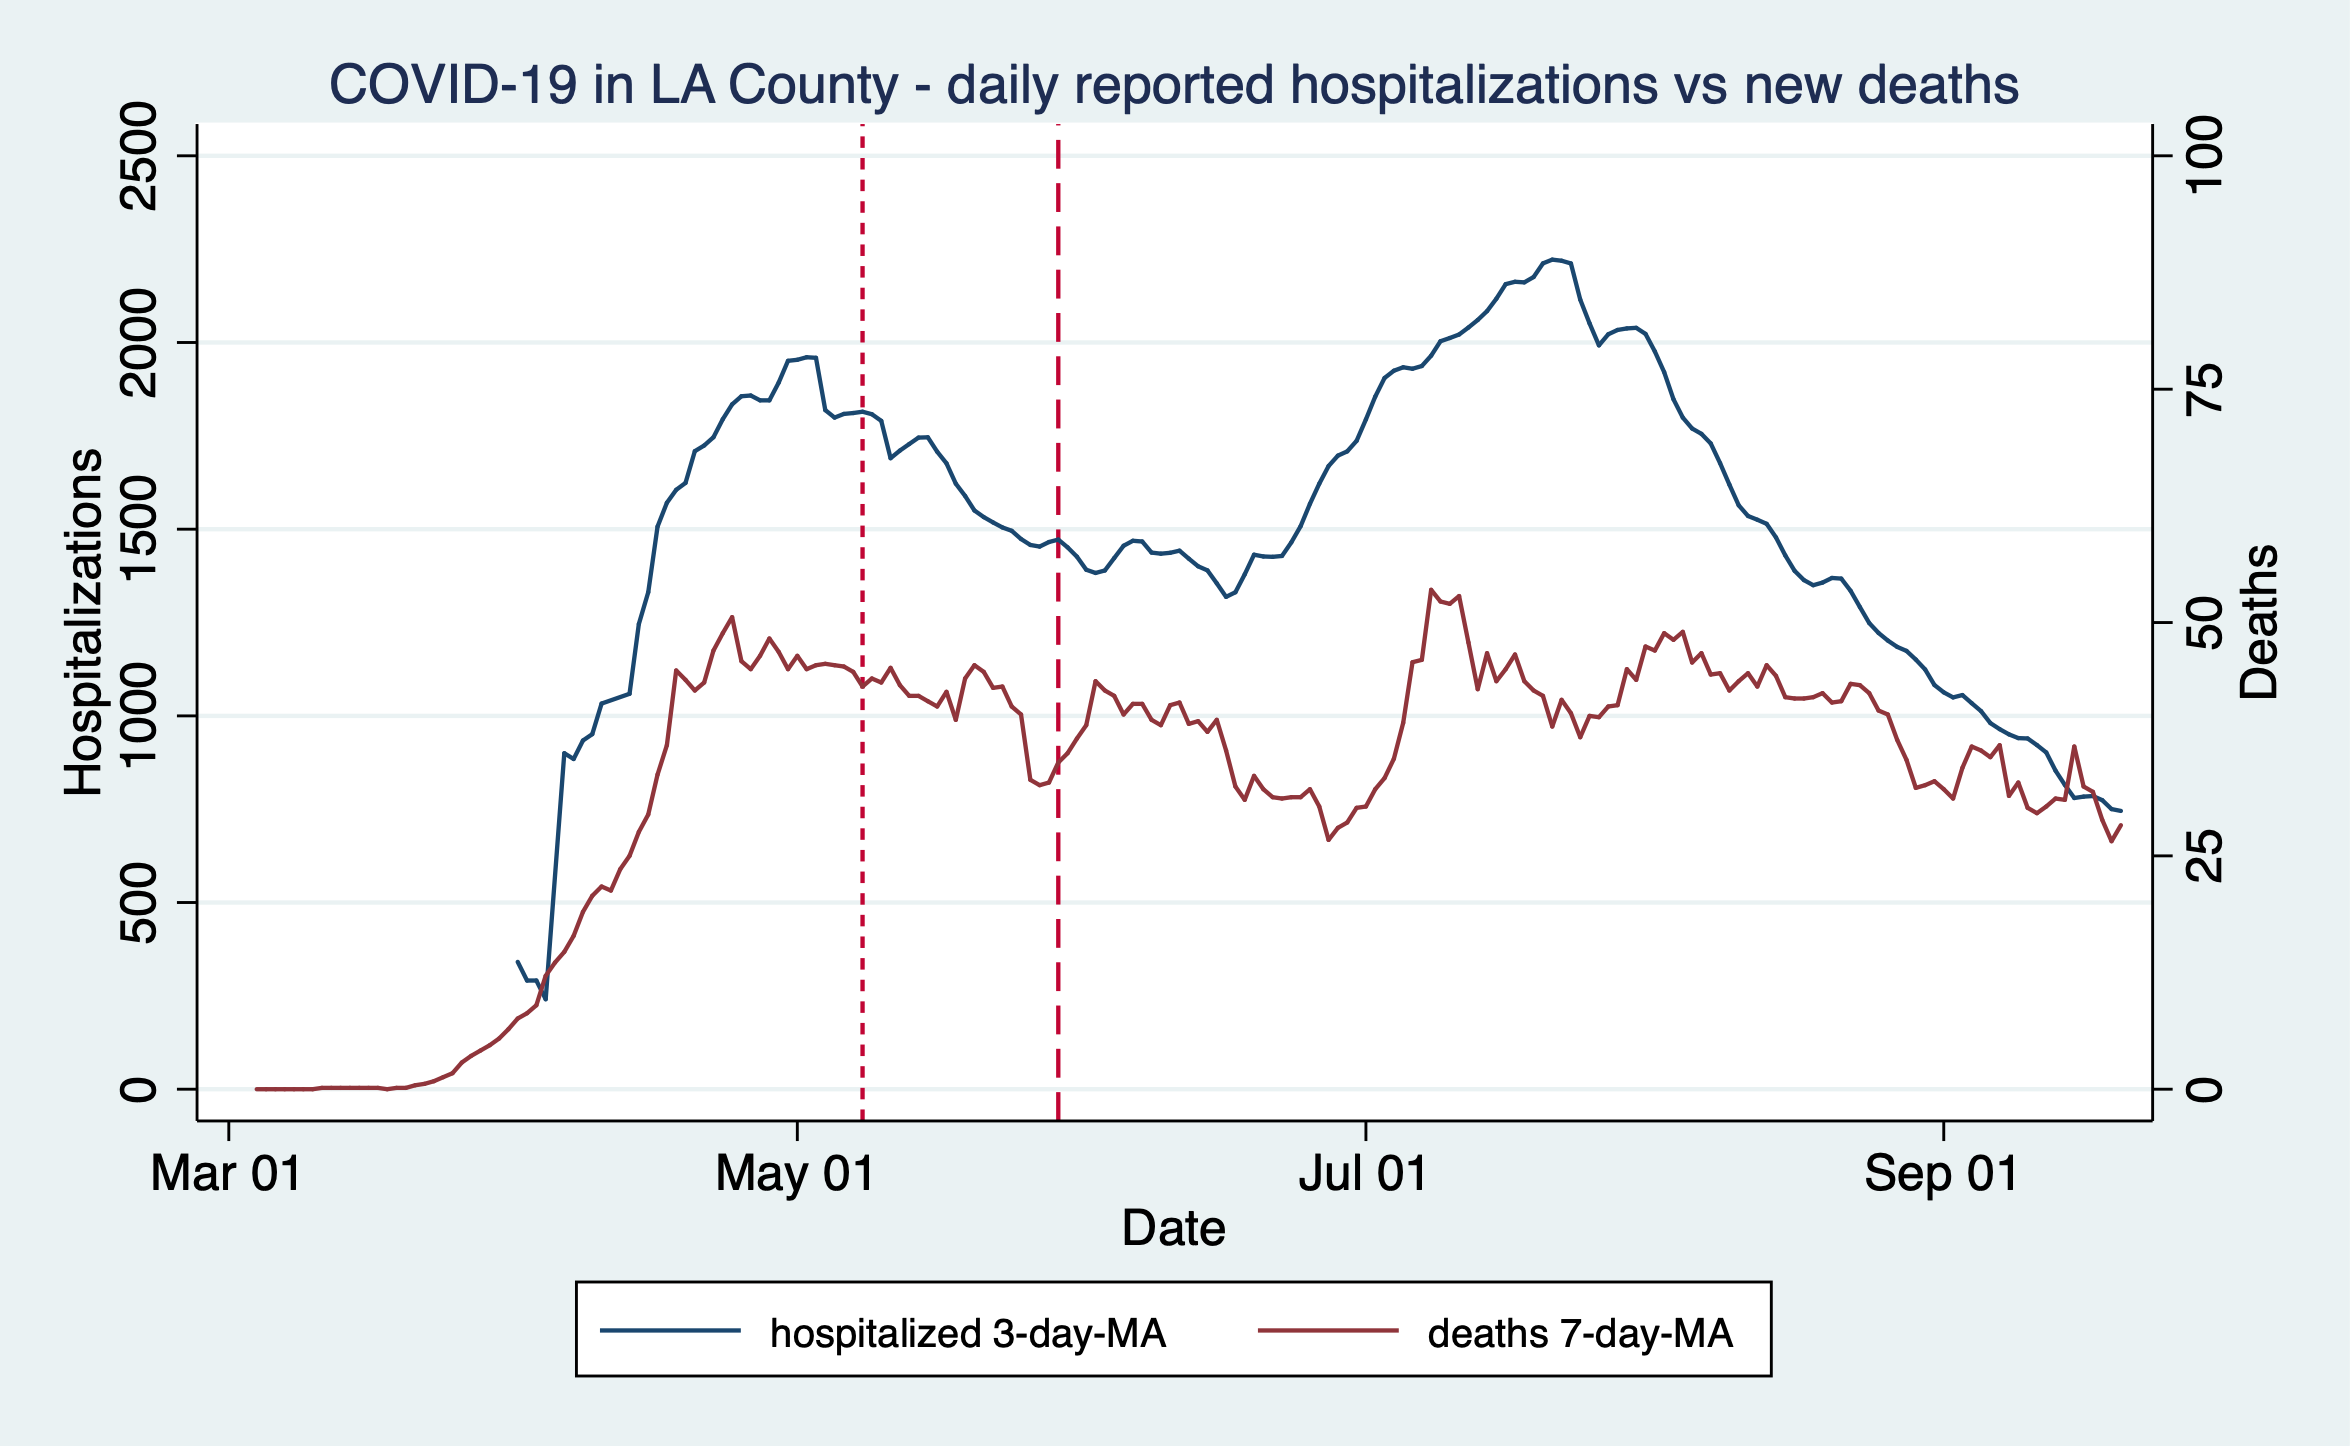 COVID-19 in LA County - daily reported hospitalizations vs new deaths
Hospitalizations
2500
2000
1500
1000
500
0
100
75
50
25
0
Deaths
Mar 01
May 01
Jul 01
Sep 01
Date
hospitalized 3-day-MA
deaths 7-day-MA